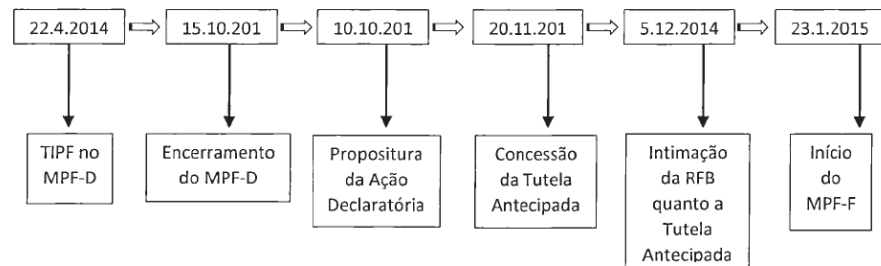 22.4.2014
15.10.201
10.10.201
20.11.201
5.12.2014
23.1.2015
TIPF no
MPF-D
Encerramento
do MPF-D
Propositura
da Ação
Declaratória
Concessão
da Tutela
Antecipada
Intimação
da RFB
quanto a
Tutela
Antecipada
Início
do
MPF-F